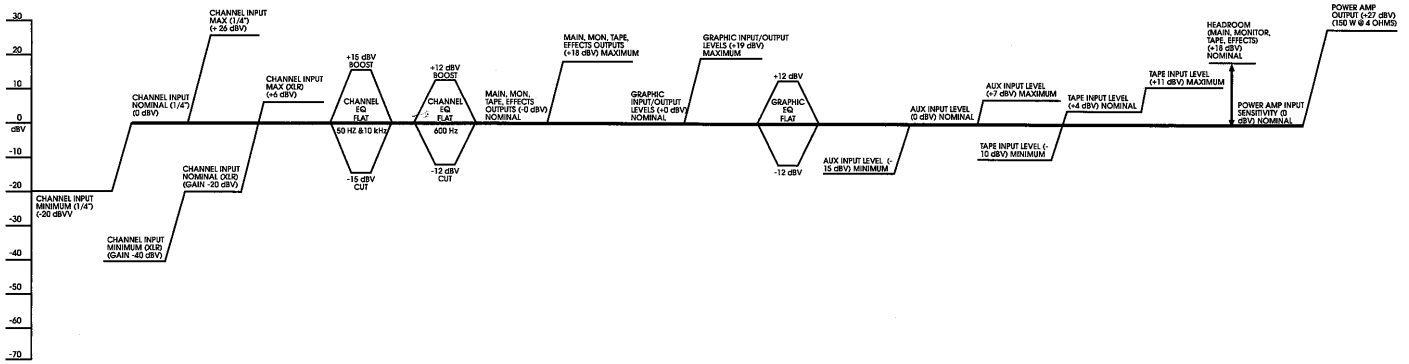 30
20
10
0
dBV
-10
-20
-30
-40
-50
-60
-70
CHANNEL INPUT
MINIMUM (1/4")
(-20 dBVV
CHANNEL INPUT
NOMINAL (1/4")
(0 dBV)
CHANNEL INPUT
MAX (1/4")
(+ 26 dBV)
CHANNEL INPUT
MINIMUM (XLR)
(GAIN -40 dBV)
CHANNEL INPUT
NOMINAL (XLR)
(GAIN -20 dBV)
CHANNEL INPUT
MAX (XLR)
(+6 dBV)
+15 dBV
BOOST
CHANNEL
EQ
FLAT
50 HZ & 10 kHz
-15 dBV
CUT
+12 dBV
BOOST
CHANNEL
EQ
FLAT
600 Hz
-12 dBV
CUT
MAIN, MON,
TAPE, EFFECTS
OUTPUTS (-0 dBV)
NOMINAL
MAIN, MON, TAPE,
EFFECTS OUTPUTS
(+18 dBV) MAXIMUM
GRAPHIC
INPUT/OUTPUT
LEVELS (+0 dBV)
NOMINAL
GRAPHIC INPUT/OUTPUT
LEVELS (+19 dBV)
MAXIMUM
+12 dBV
GRAPHIC
EQ
FLAT
-12 dBV
AUX INPUT LEVEL (-
15 dBV) MINIMUM
AUX INPUT LEVEL
(0 dBV) NOMINAL
AUX INPUT LEVEL
(+7 dBV) MAXIMUM
TAPE INPUT LEVEL (-
10 dBV) MINIMUM
TAPE INPUT LEVEL
(+4 dBV) NOMINAL
TAPE INPUT LEVEL
(+11 dBV) MAXIMUM
HEADROOM
(MAIN, MONITOR,
TAPE, EFFECTS)
(+18 dBV)
NOMINAL
POWER AMP INPUT
SENSITIVITY (0
dBV) NOMINAL
POWER AMP
OUTPUT (+27 dBV)
(150 W @ 4 OHMS)